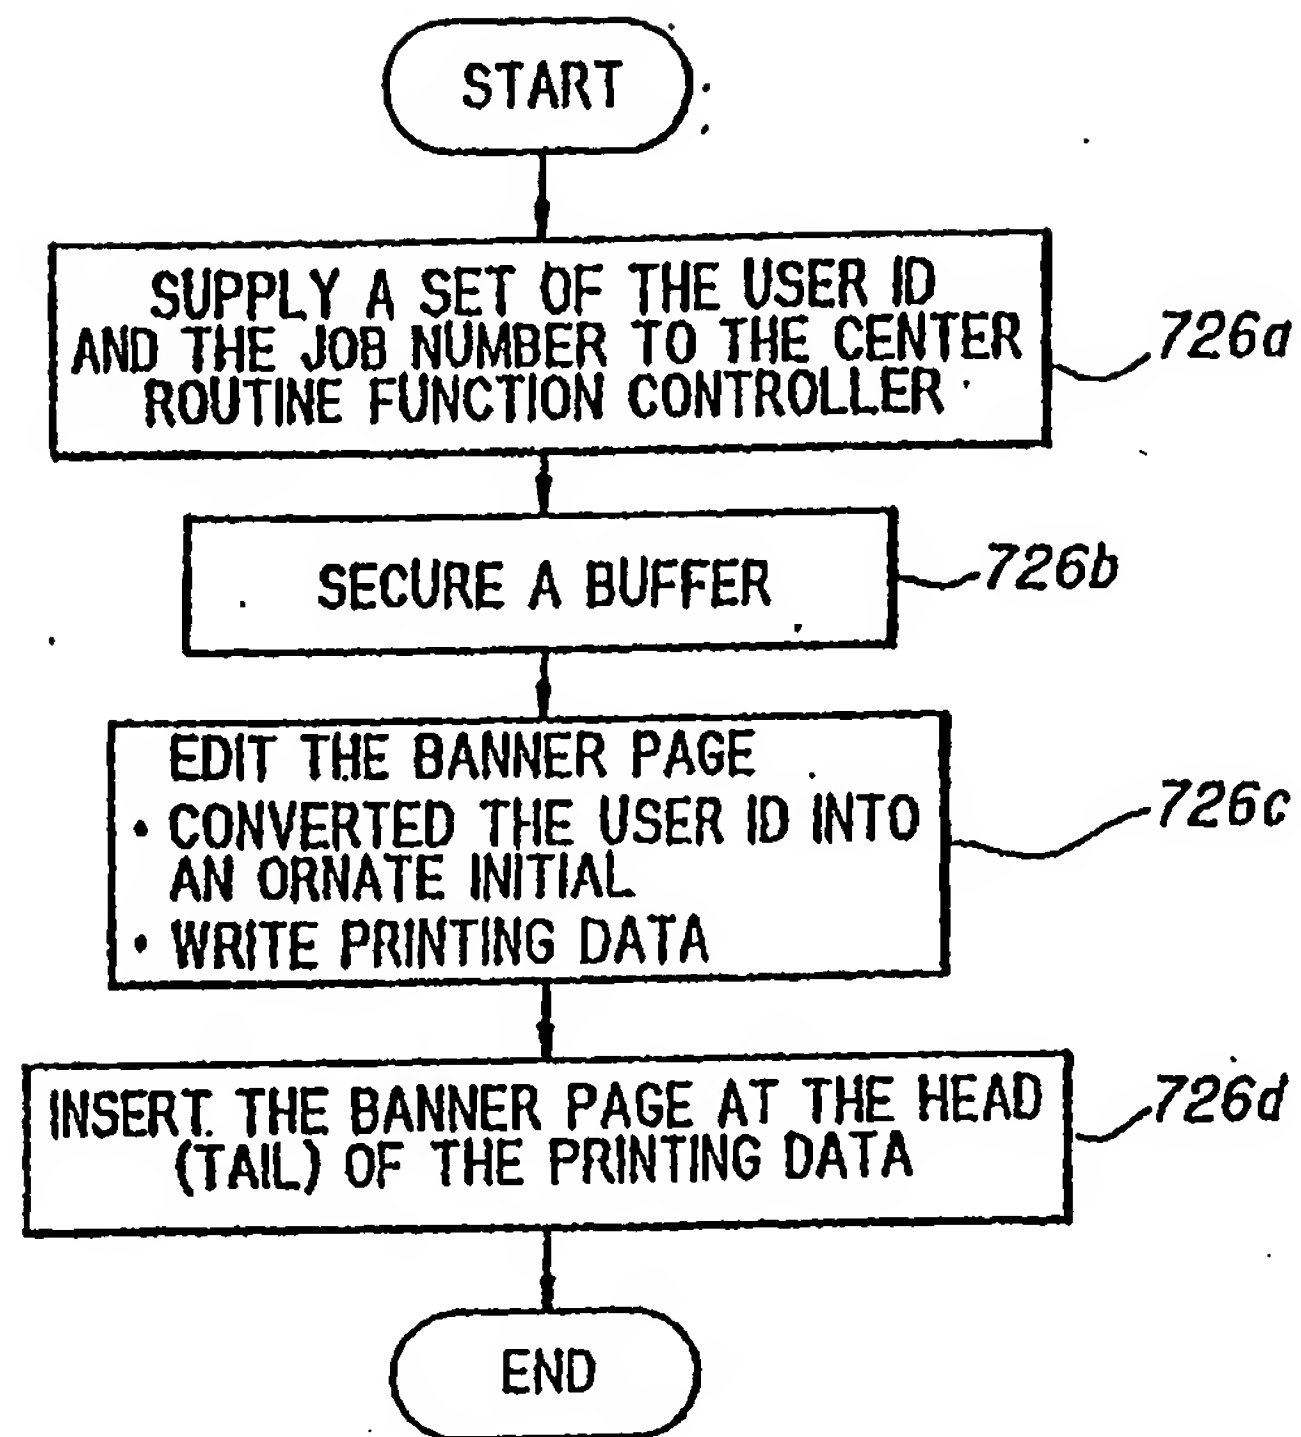 START
SUPPLY A SET OF THE USER ID
AND THE JOB NUMBER TO THE CENTER
ROUTINE FUNCTION CONTROLLER
726a
SECURE A BUFFER
726b
EDIT THE BANNER PAGE
• CONVERTED THE USER ID INTO
AN ORNATE INITIAL
• WRITE PRINTING DATA
726c
INSERT THE BANNER PAGE AT THE HEAD
(TAIL) OF THE PRINTING DATA
726d
END